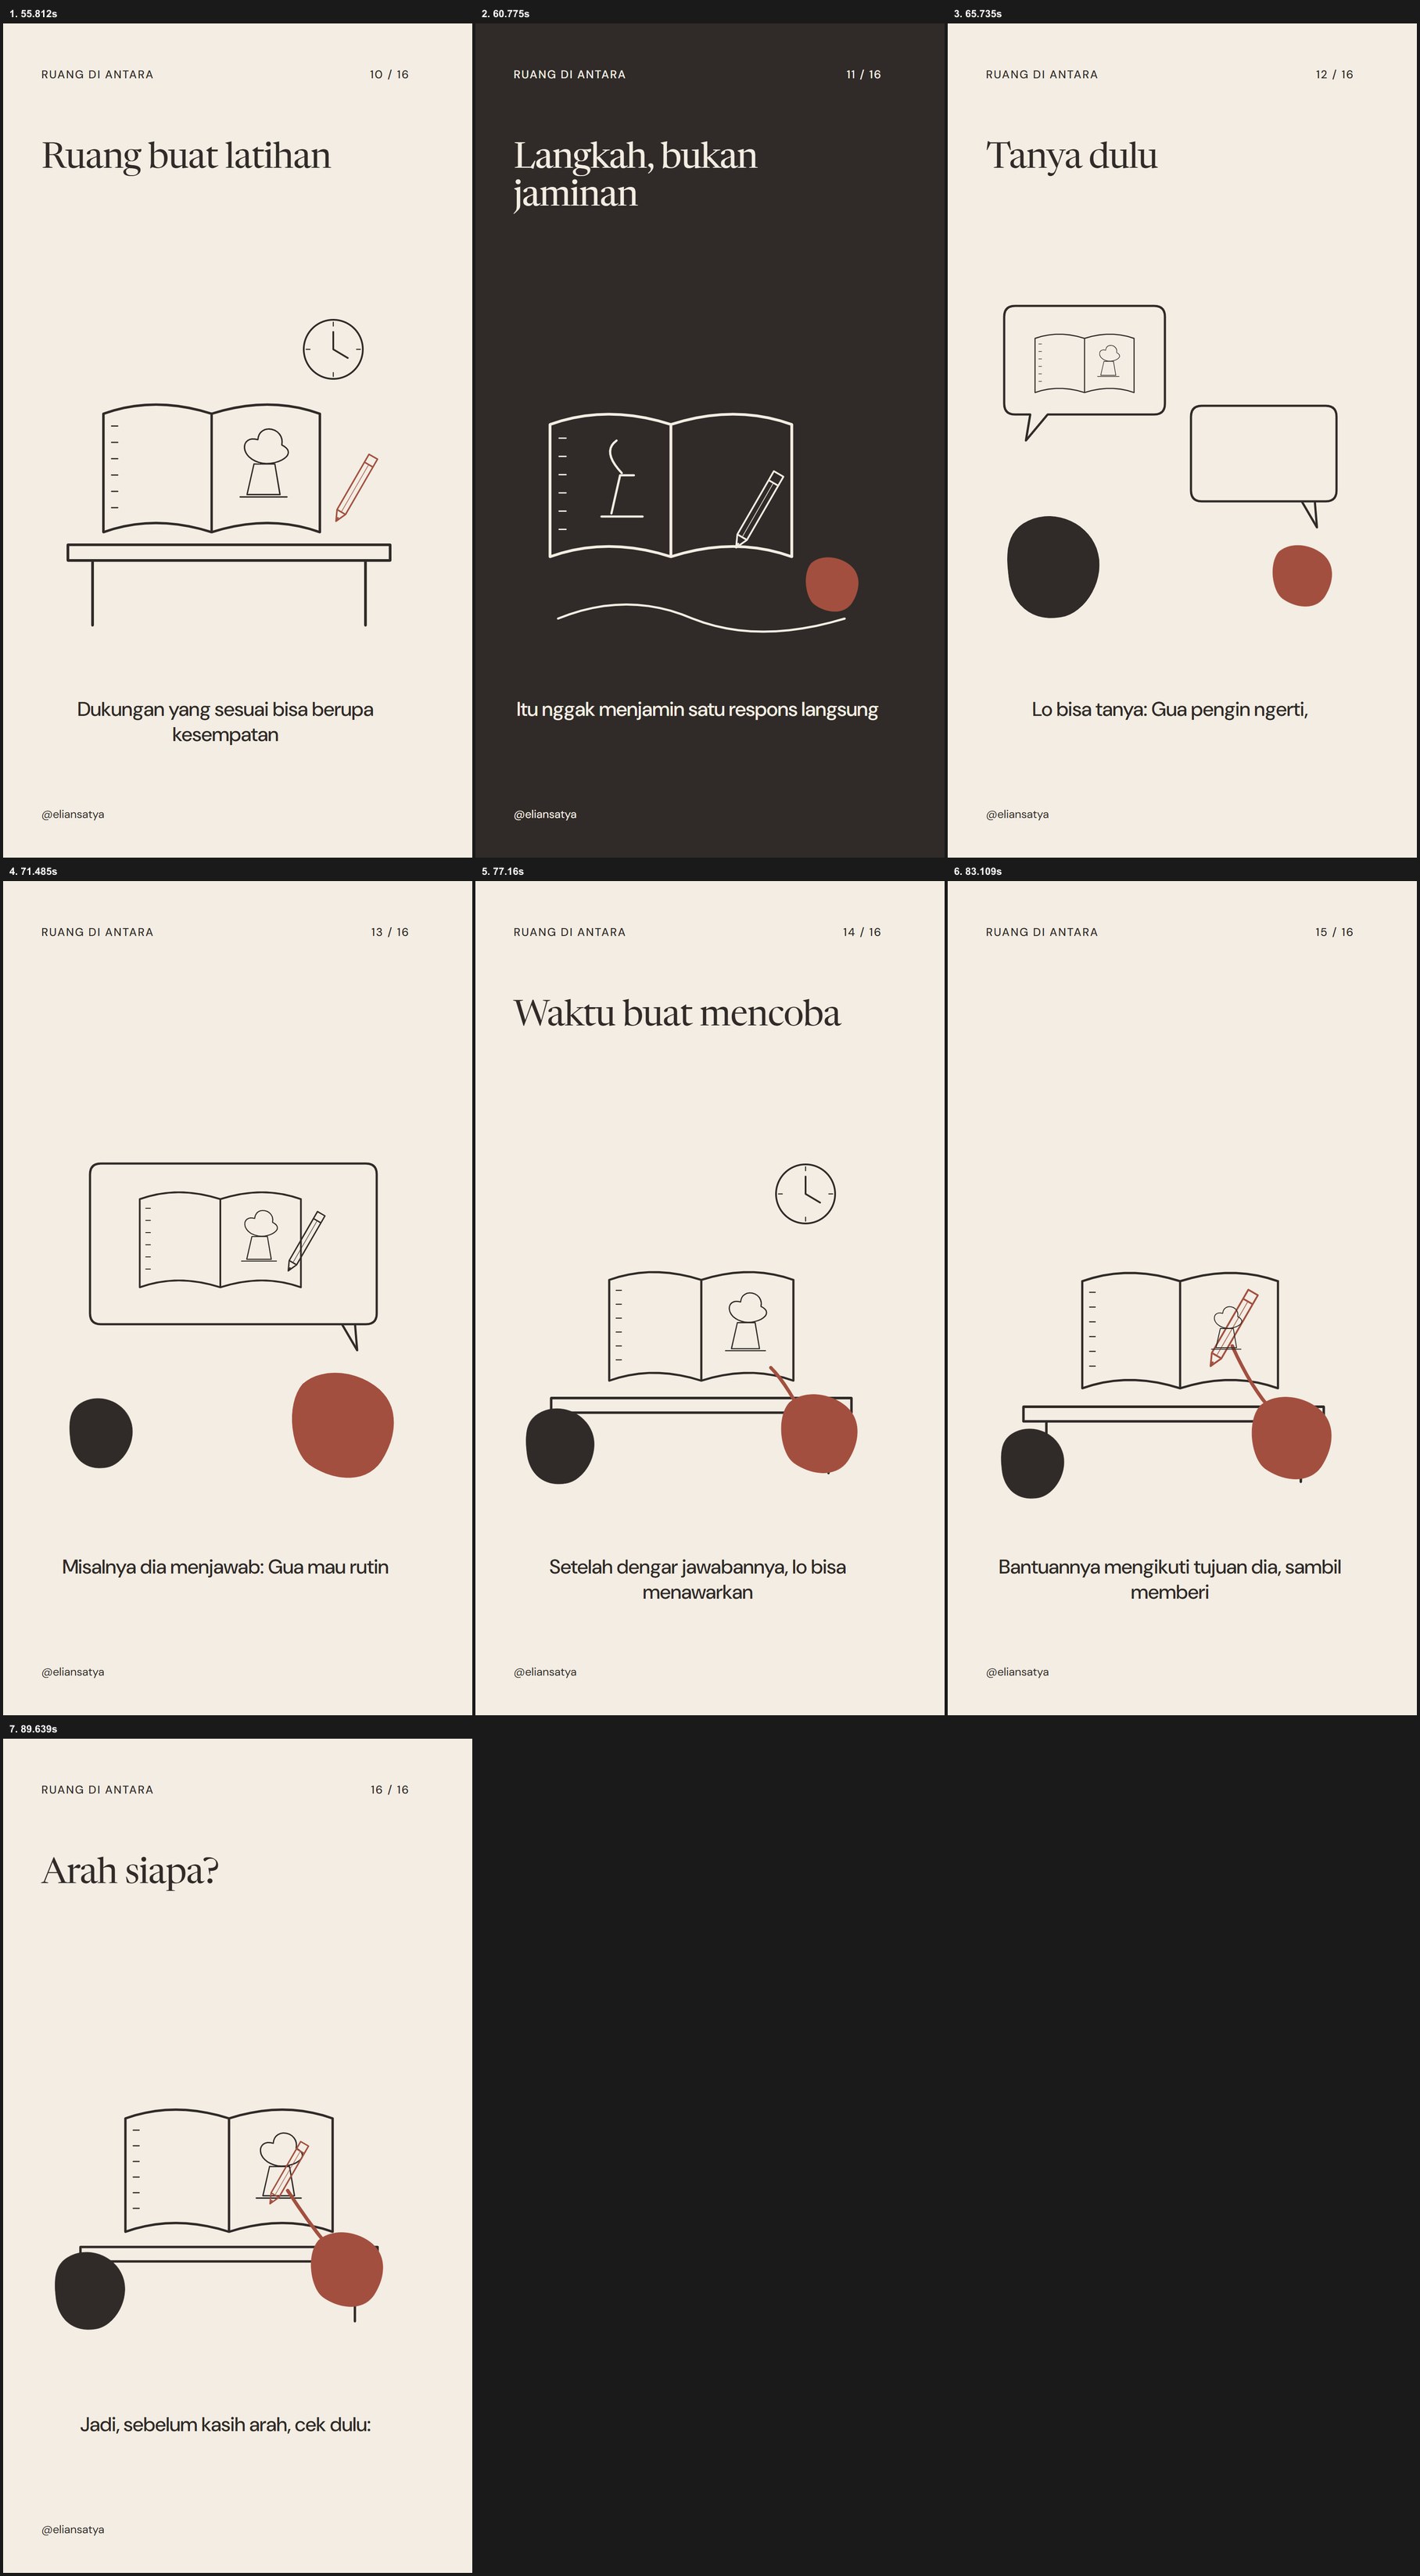 1. 55.812s
RUANG DI ANTARA
10 / 16
Ruang buat latihan
Dukungan yang sesuai bisa berupa
kesempatan
@eliansatya
2. 60.775s
RUANG DI ANTARA
11 / 16
Langkah, bukan
jaminan
Itu nggak menjamin satu respons langsung
@eliansatya
3. 65.735s
RUANG DI ANTARA
12 / 16
Tanya dulu
Lo bisa tanya: Gua pengin ngerti,
@eliansatya
4. 71.485s
RUANG DI ANTARA
13 / 16
Misalnya dia menjawab: Gua mau rutin
@eliansatya
5. 77.16s
RUANG DI ANTARA
14 / 16
Waktu buat mencoba
Setelah dengar jawabannya, lo bisa
menawarkan
@eliansatya
6. 83.109s
RUANG DI ANTARA
15 / 16
Bantuannya mengikuti tujuan dia, sambil
memberi
@eliansatya
7. 89.639s
RUANG DI ANTARA
16 / 16
Arah siapa?
Jadi, sebelum kasih arah, cek dulu:
@eliansatya